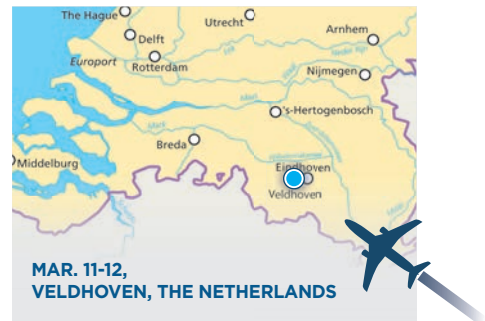 The Hague
Utrecht
Delft
Arnhem
Europort
Rotterdam
Nijmegen
's-Hertogenbosch
Breda
Middelburg
Eindhoven
Veldhoven
MAR. 11-12,
VELDHOVEN, THE NETHERLANDS